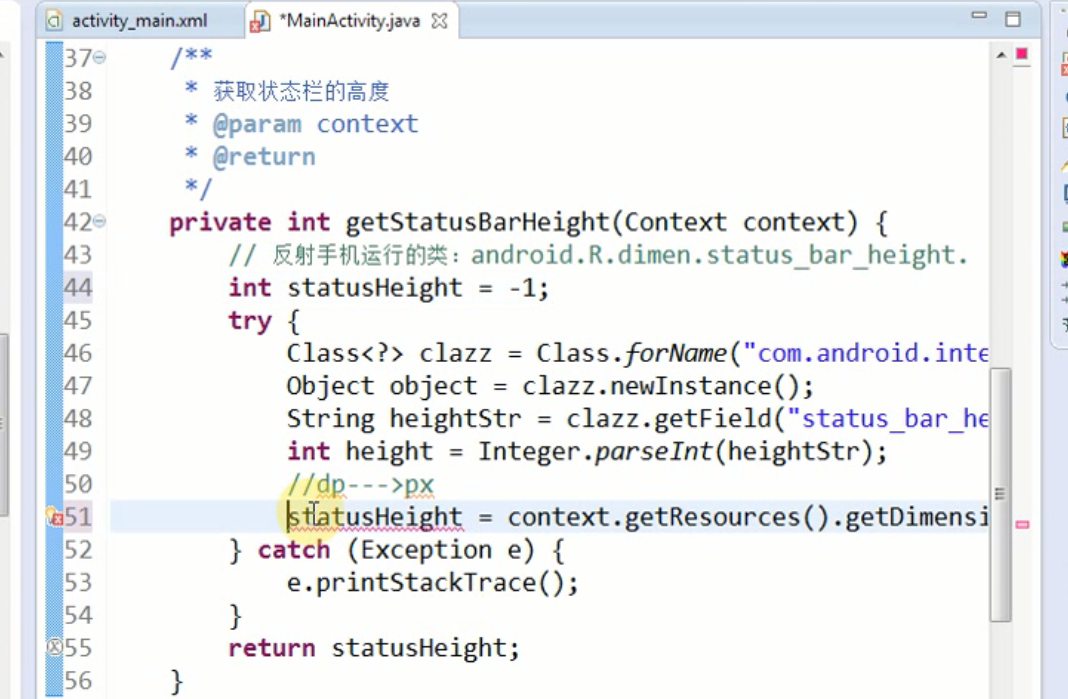 activity_main.xml
*MainActivity.java
37 /**
38 * 获取状态栏的高度
39 * @param context
40 * @return
41 */
42 private int getStatusBarHeight(Context context) {
43 // 反射手机运行的类：android.R.dimen.status_bar_height.
44 int statusHeight = -1;
45 try {
46 Class<?> clazz = Class.forName("com.android.inte
47 Object object = clazz.newInstance();
48 String heightStr = clazz.getField("status_bar_he
49 int height = Integer.parseInt(heightStr);
50 //dp--->px
51 statusHeight = context.getResources().getDimensi
52 } catch (Exception e) {
53 e.printStackTrace();
54 }
55 return statusHeight;
56 }